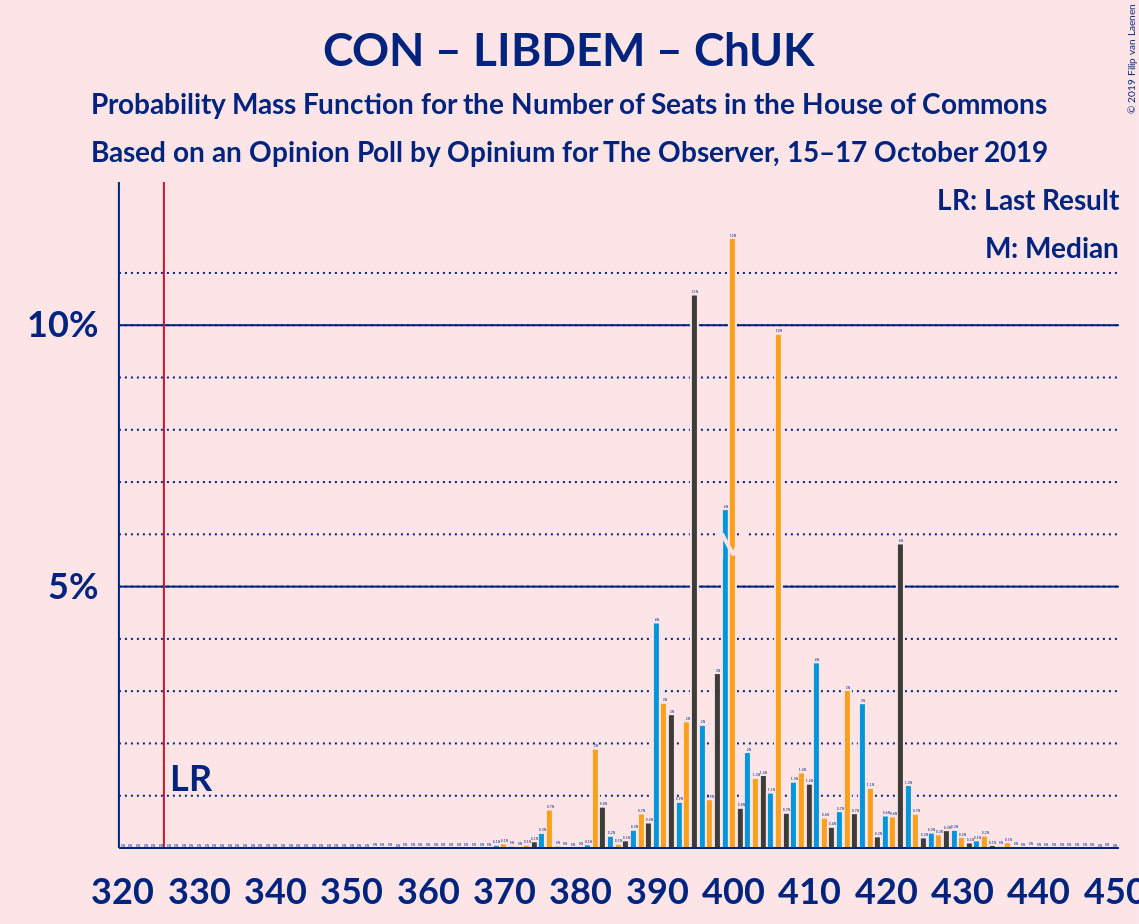 CON – LIBDEM – ChUK
Probability Mass Function for the Number of Seats in the House of Commons
Based on an Opinion Poll by Opinium for The Observer, 15–17 October 2019
© 2019 Filip van Laenen
LR: Last Result
M: Median
10%
5%
LR
320 330 340 350 360 370 380 390 400 410 420 430 440 450